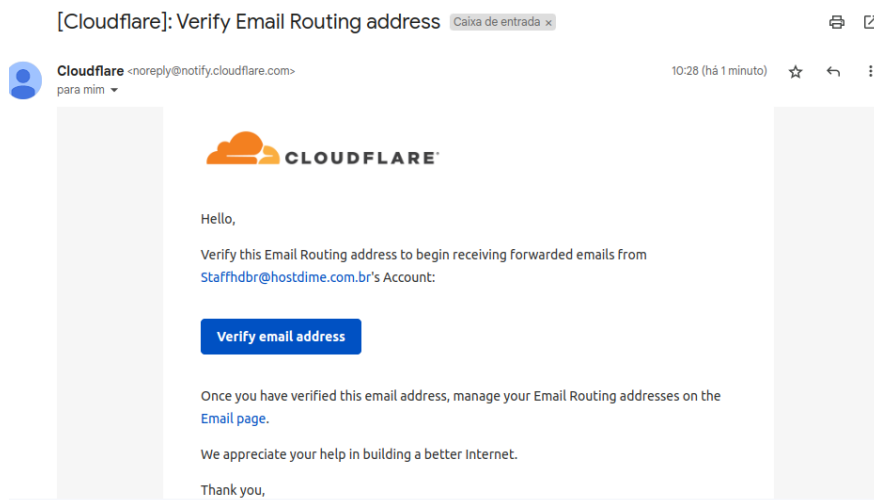 [Cloudflare]: Verify Email Routing address Caixa de entrada ×
Cloudflare <noreply@notify.cloudflare.com> 10:28 (há 1 minuto)
para mim
CLOUDFLARE
Hello,
Verify this Email Routing address to begin receiving forwarded emails from
Staffhdbr@hostdime.com.br's Account:
Verify email address
Once you have verified this email address, manage your Email Routing addresses on the
Email page.
We appreciate your help in building a better Internet.
Thank you,